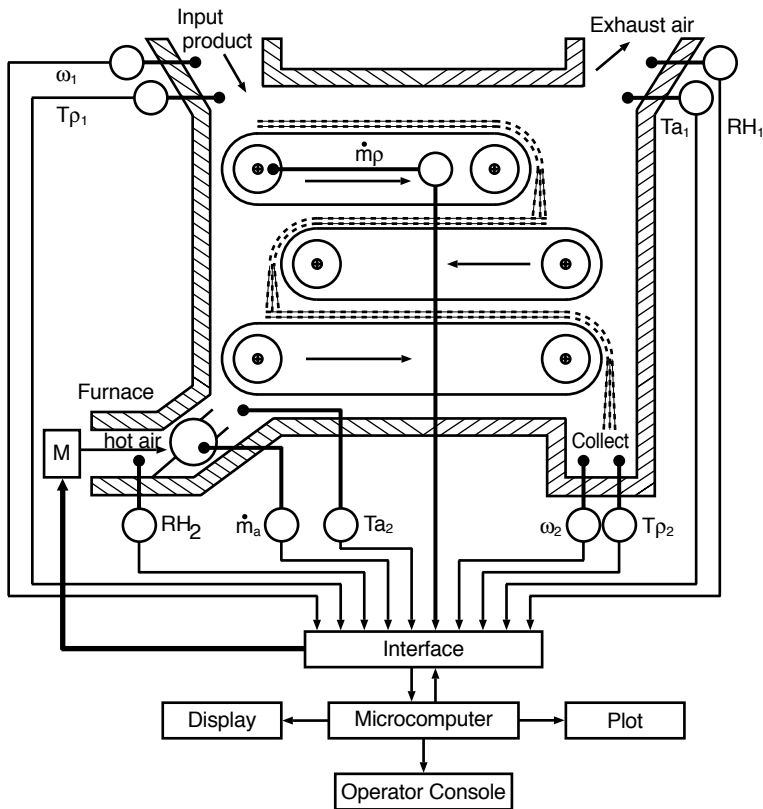 Input
product
Exhaust air
ω1
Tρ1
Ta1
RH1
ṁρ
Furnace
hot air
M
Collect
RH2
ṁa
Ta2
ω2
Tρ2
Interface
Display
Microcomputer
Plot
Operator Console